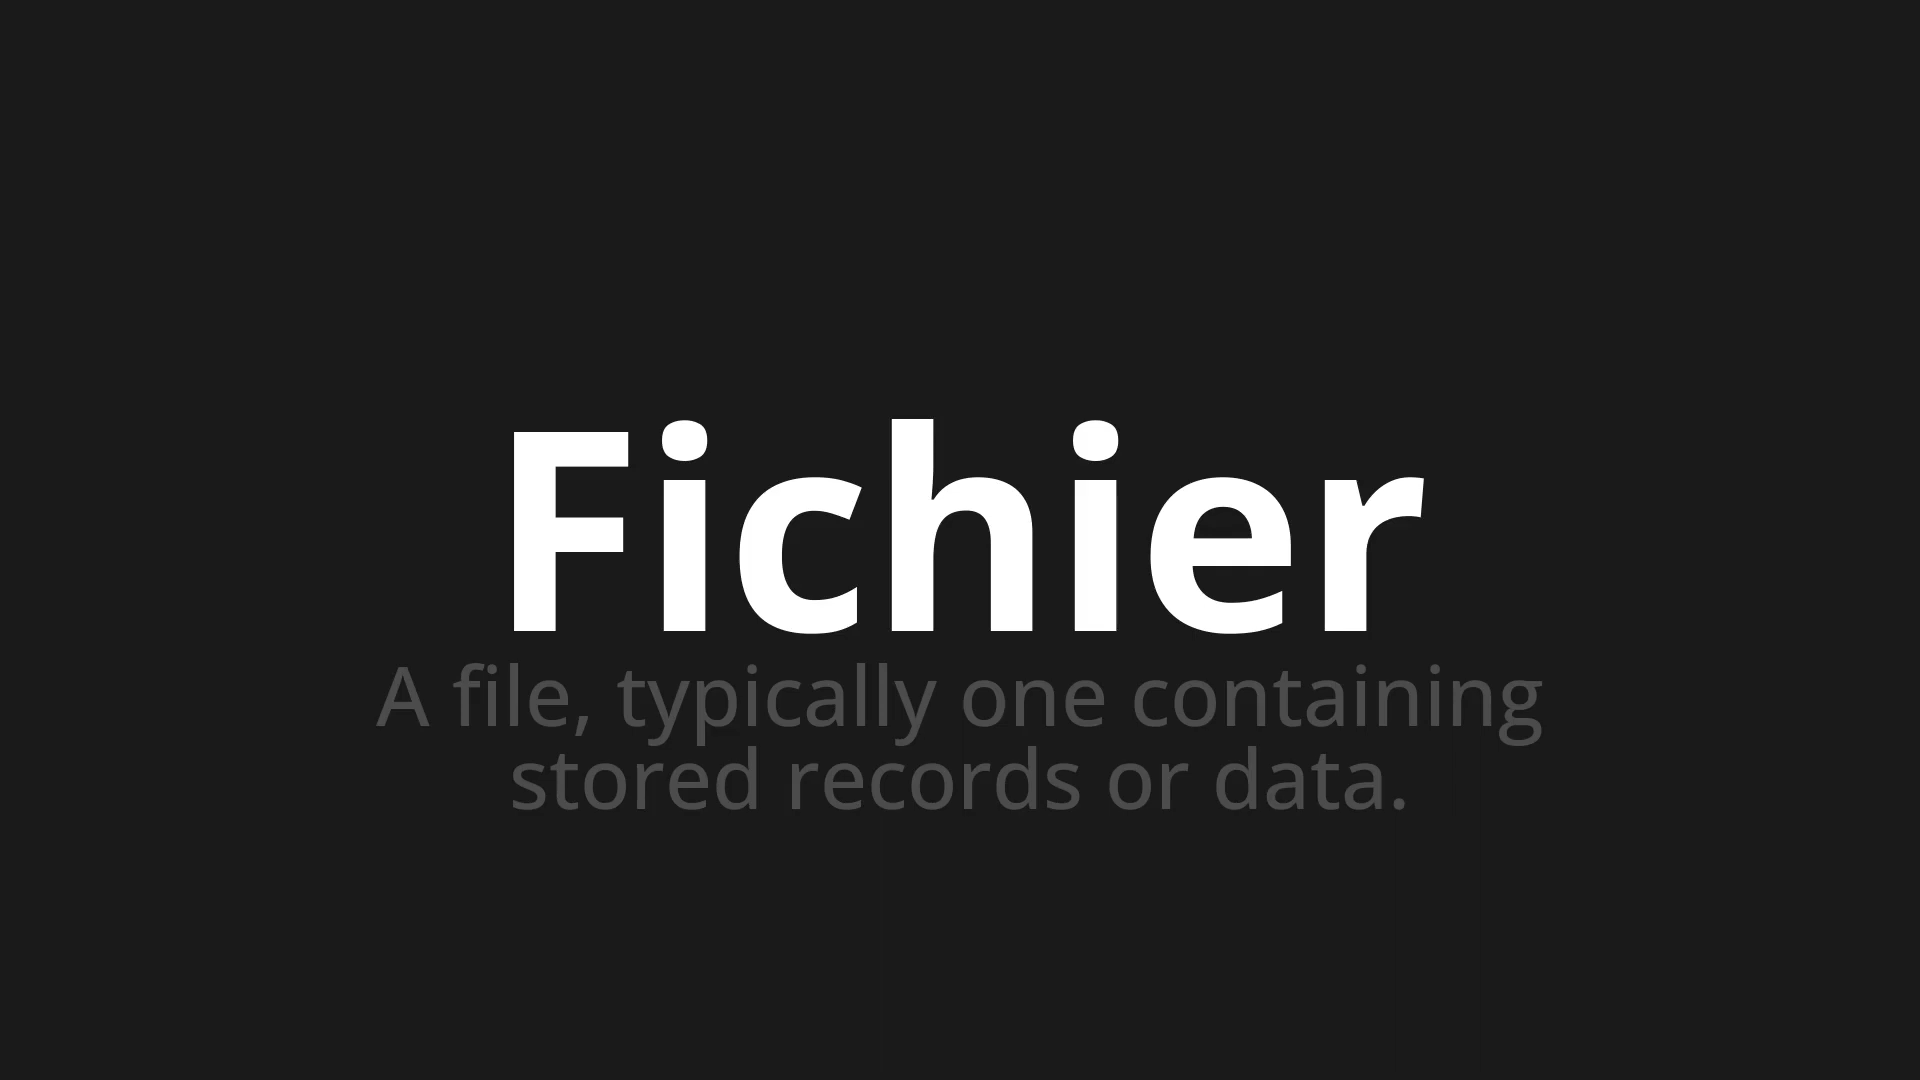 Fichier
A file, typically one containing
stored records or data.